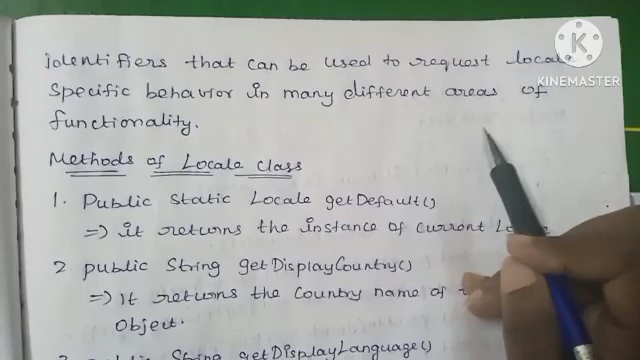 identifiers that can be used to request locale
specific behavior in many different areas of
functionality.
Methods of Locale Class
1. Public static Locale getDefault()
=) it returns the instance of current
2 public String getDisplayCountry()
=) It returns the Country name of
Object.
public String getDisplayLanguage()
KINEMASTER